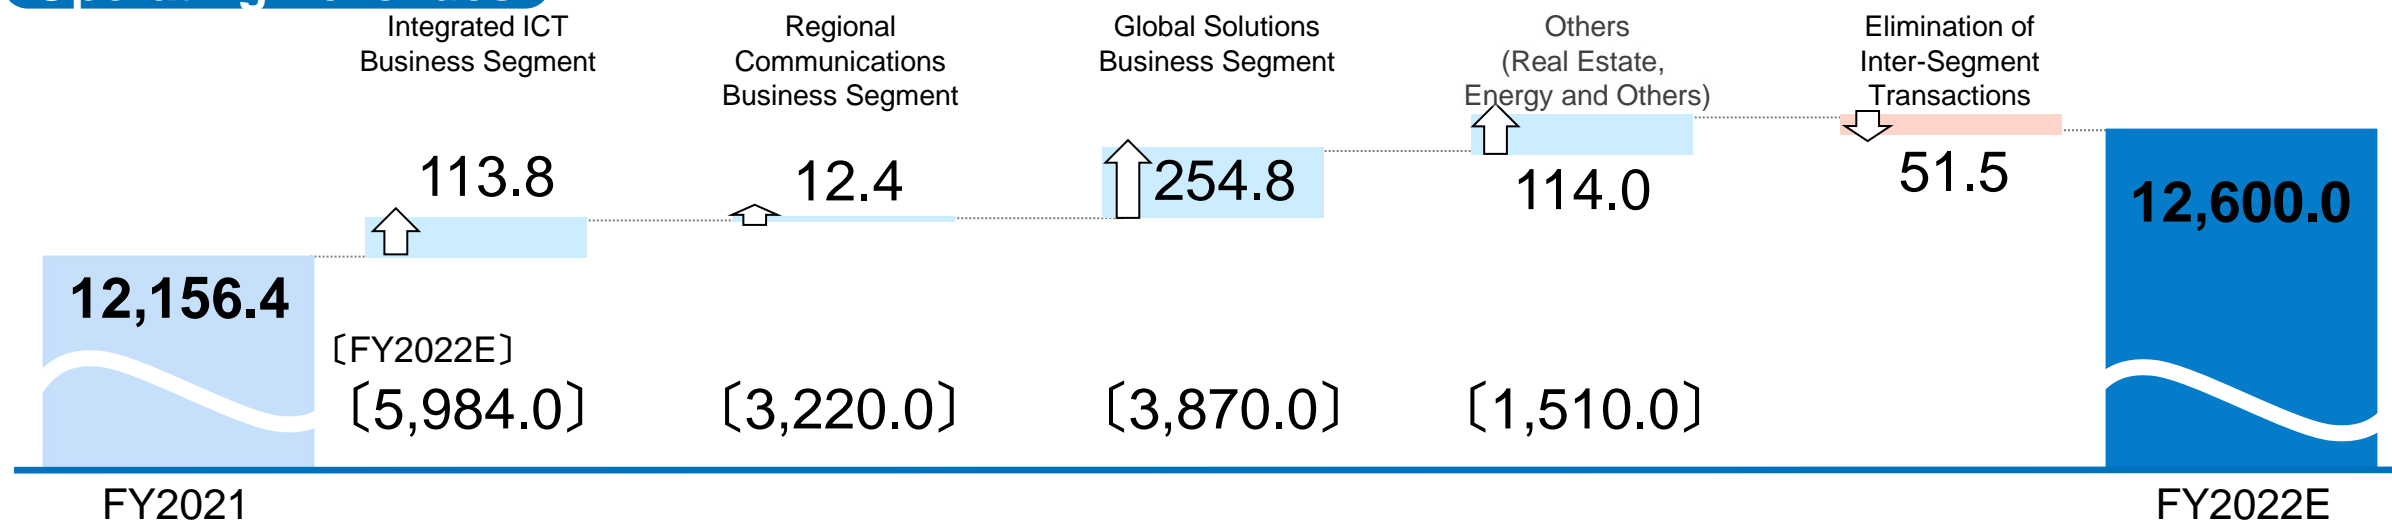 Integrated ICT
Business Segment
Regional
Communications
Business Segment
Global Solutions
Business Segment
Others
(Real Estate,
Energy and Others)
Elimination of
Inter-Segment
Transactions
113.8
12.4
254.8
114.0
51.5
12,600.0
12,156.4
〔FY2022E〕
〔5,984.0〕
〔3,220.0〕
〔3,870.0〕
〔1,510.0〕
FY2021
FY2022E